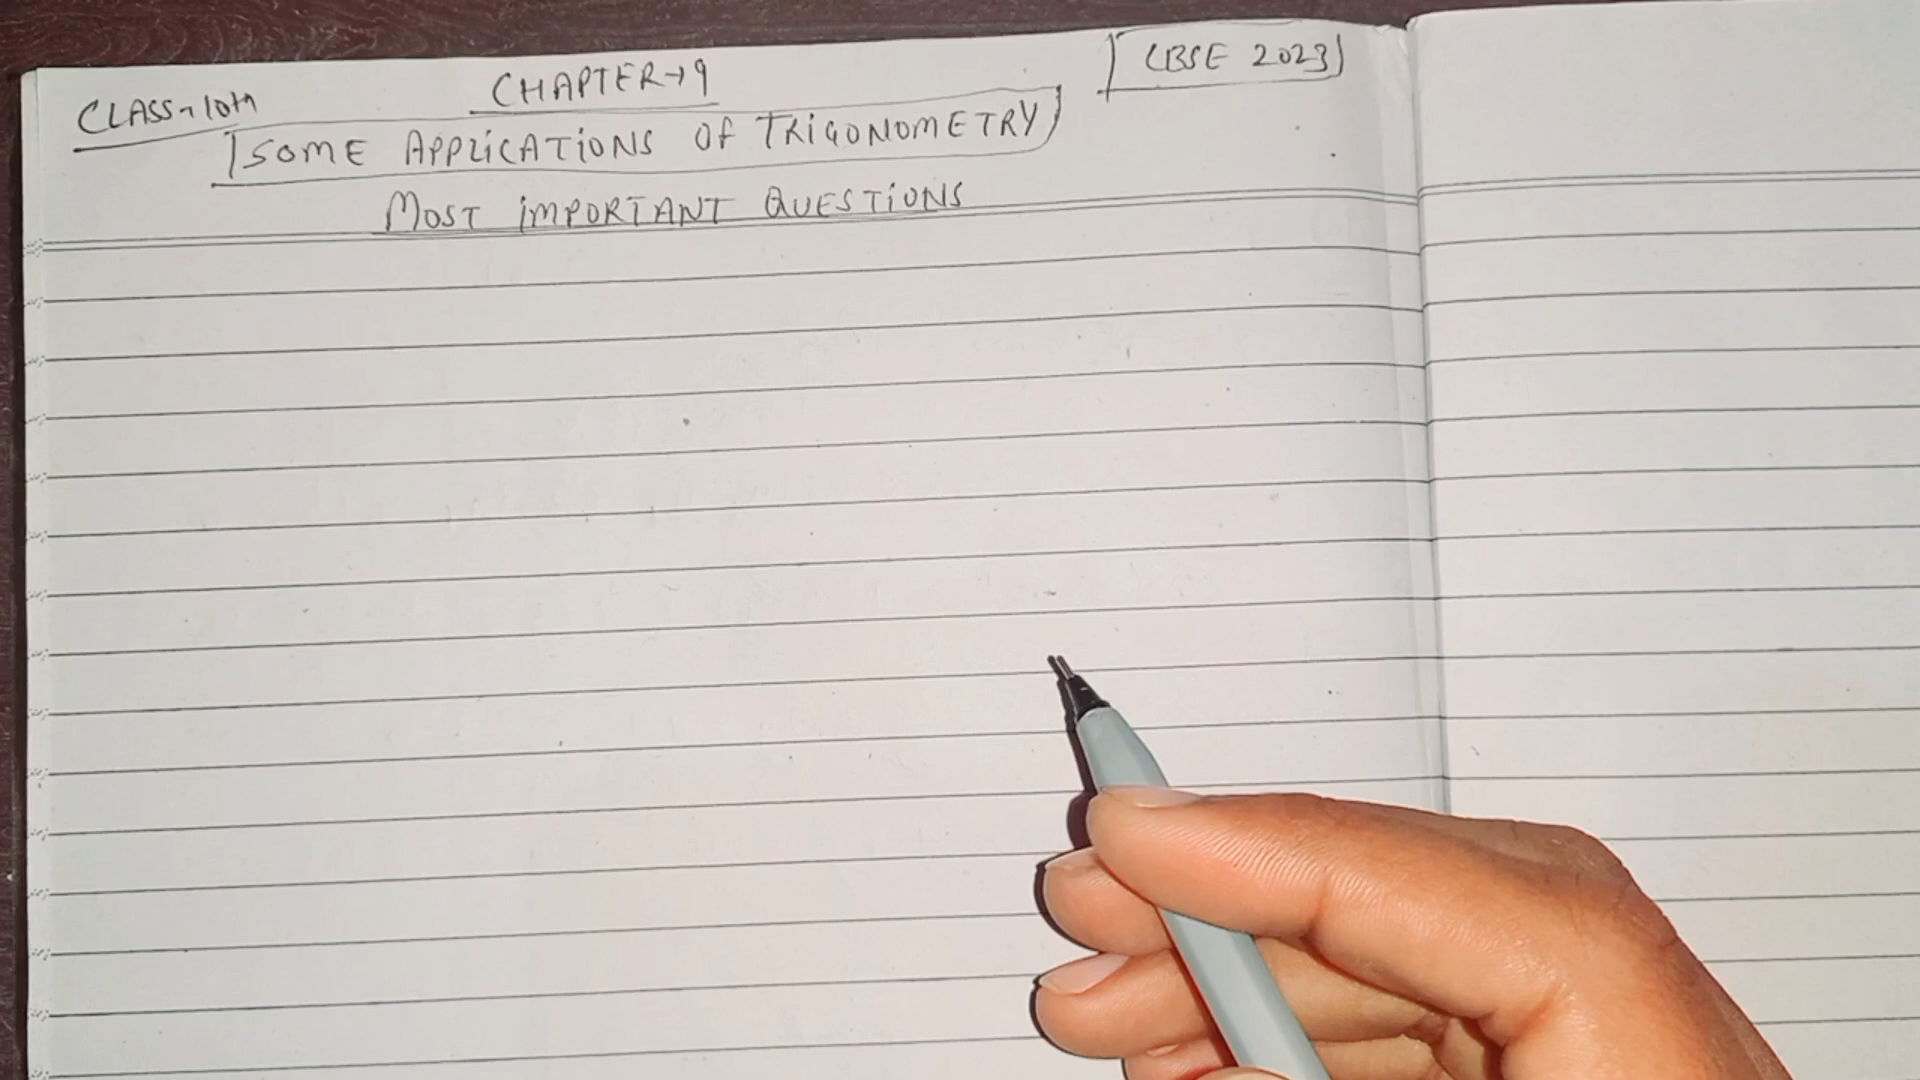 CBSE 2023
CHAPTER→9
CLASS→10th
SOME APPLiCATiONS Of TRiGONOMETRY
MOST iMPORTANT QUESTiONS